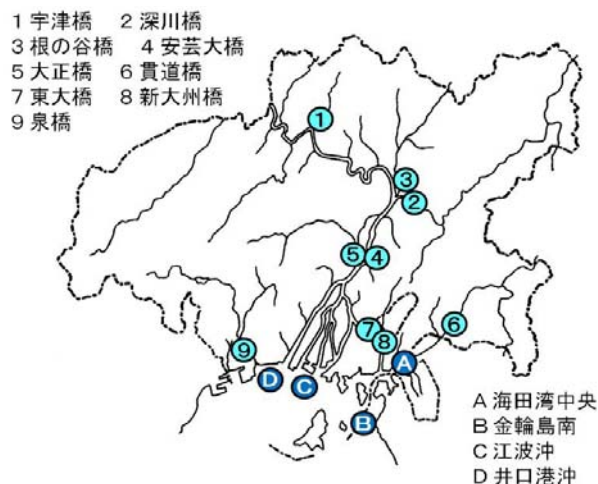 1 宇津橋 2 深川橋
3 根の谷橋 4 安芸大橋
5 大正橋 6 貫道橋
7 東大橋 8 新大州橋
9 泉橋
1
3
2
5 4
6
7
8
9
A
D
C
B
A 海田湾中央
B 金輪島南
C 江波沖
D 井口港沖